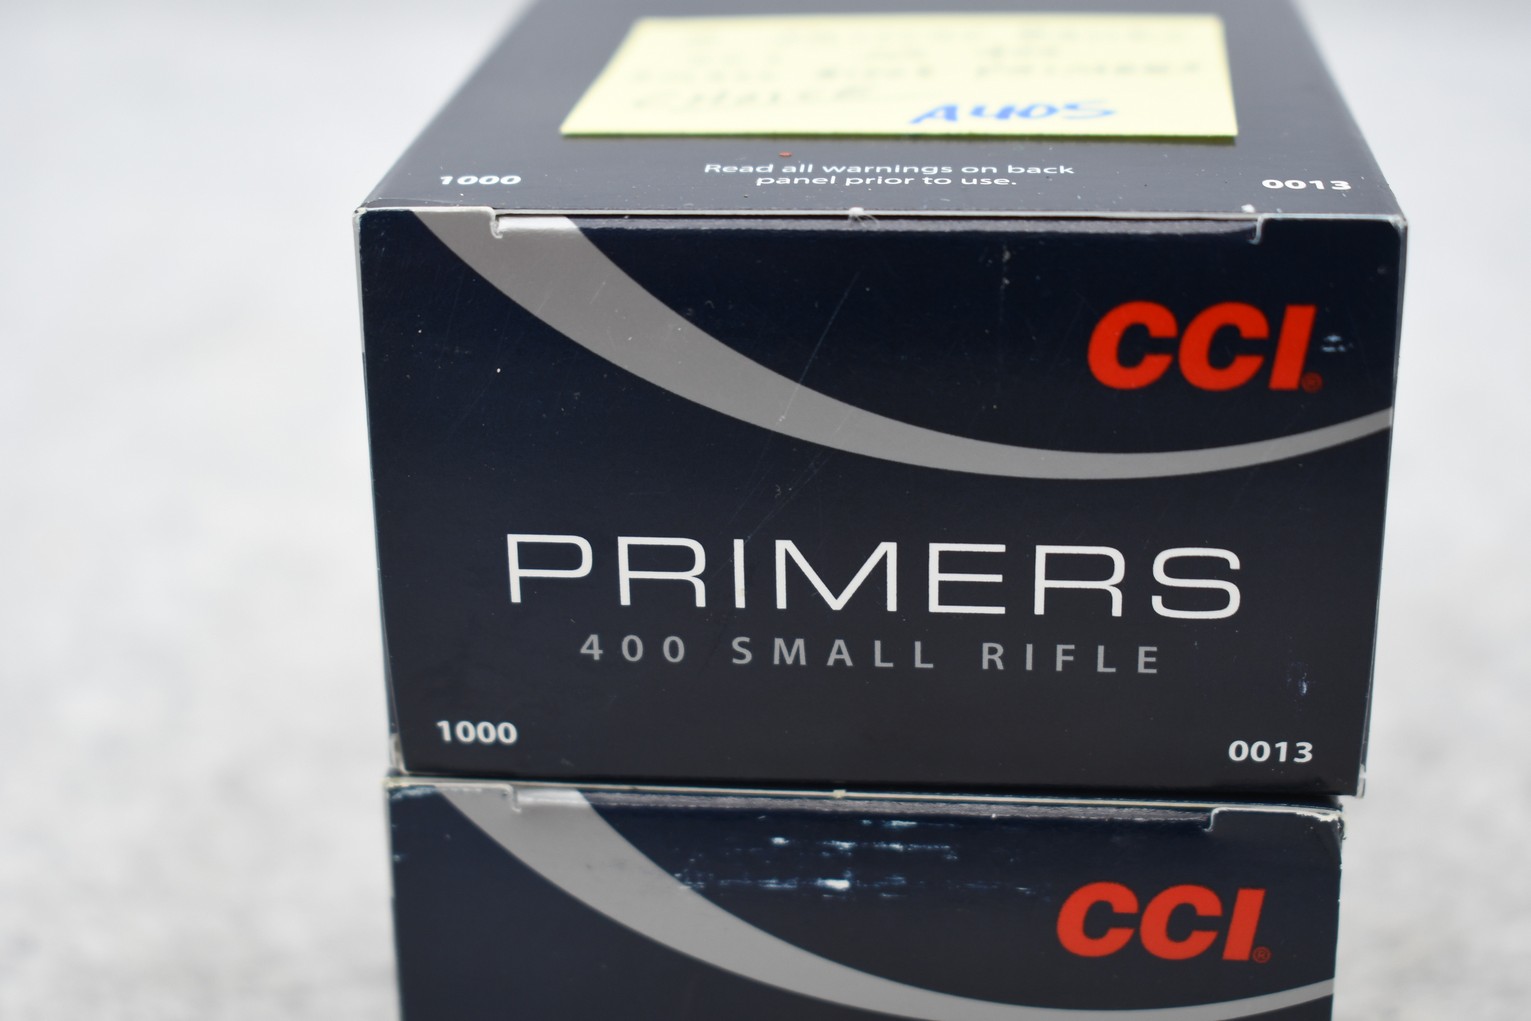 A405
Read all warnings on back
panel prior to use.
1000
0013
CCI®
PRIMERS
400 SMALL RIFLE
1000
0013
CCI®